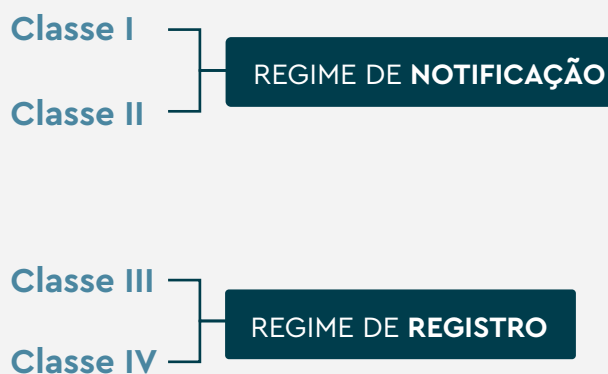 Classe I
REGIME DE NOTIFICAÇÃO
Classe II
Classe III
REGIME DE REGISTRO
Classe IV